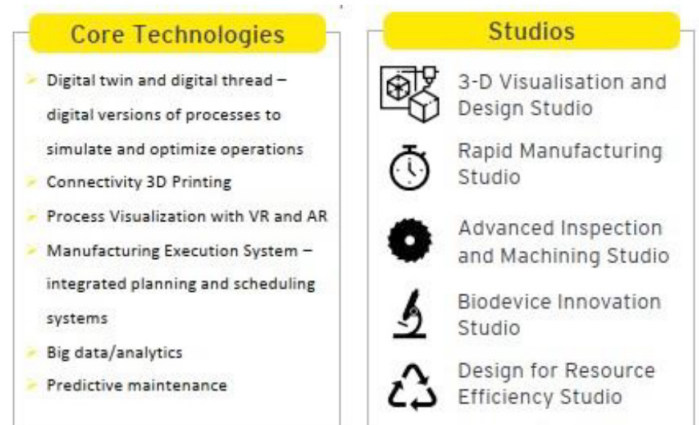 Core Technologies
Digital twin and digital thread –
digital versions of processes to
simulate and optimize operations
Connectivity 3D Printing
Process Visualization with VR and AR
Manufacturing Execution System –
integrated planning and scheduling
systems
Big data/analytics
Predictive maintenance
Studios
3-D Visualisation and
Design Studio
Rapid Manufacturing
Studio
Advanced Inspection
and Machining Studio
Biodevice Innovation
Studio
Design for Resource
Efficiency Studio